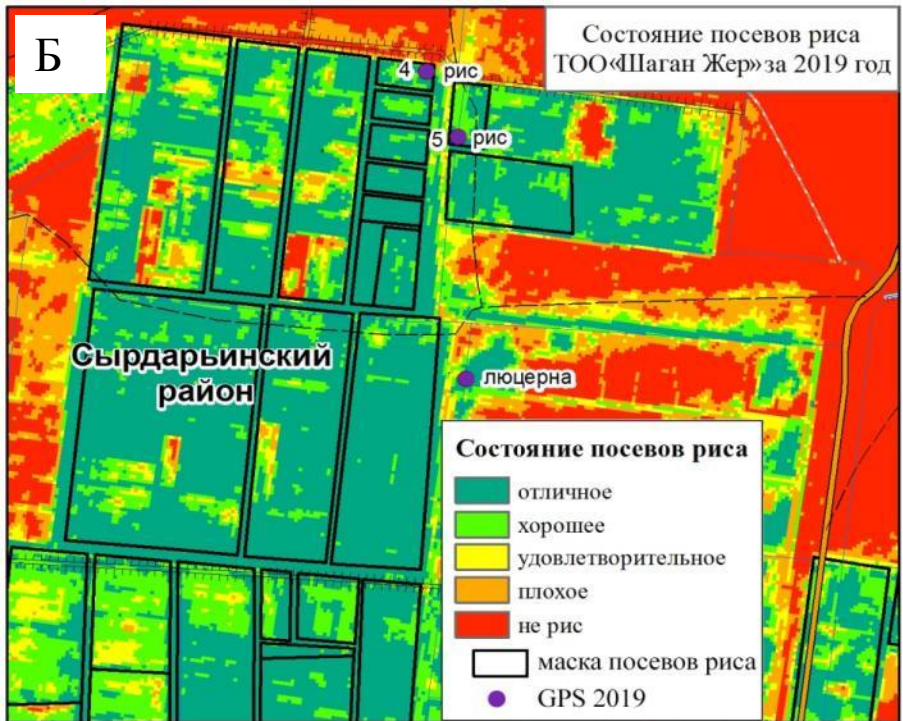 Б
Состояние посевов риса
ТОО«Шаган Жер» за 2019 год
4 рис
5 рис
Сырдарьинский
район
люцерна
Состояние посевов риса
отличное
хорошее
удовлетворительное
плохое
не рис
маска посевов риса
GPS 2019